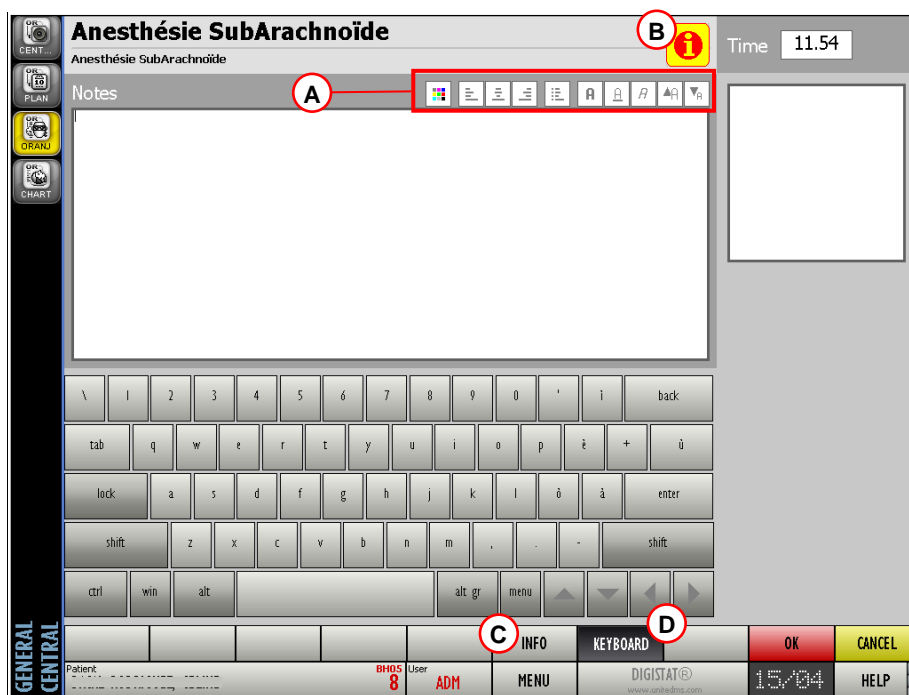 OR
CENT...
OR
PLAN
OR
ORANJ
OR
CHART
GENERAL
CENTRAL
Anesthésie SubArachnoïde
Anesthésie SubArachnoïde
B
Time 11.54
Notes
A
\ 1 2 3 4 5 6 7 8 9 0 ' ì back
tab q w e r t y u i o p è + ù
lock a s d f g h j k l ò à enter
shift z x c v b n m , . - shift
ctrl win alt alt gr menu
C INFO KEYBOARD D OK CANCEL
Patient BH05 8 User ADM MENU DIGISTAT® www.unitedms.com 15/04 HELP